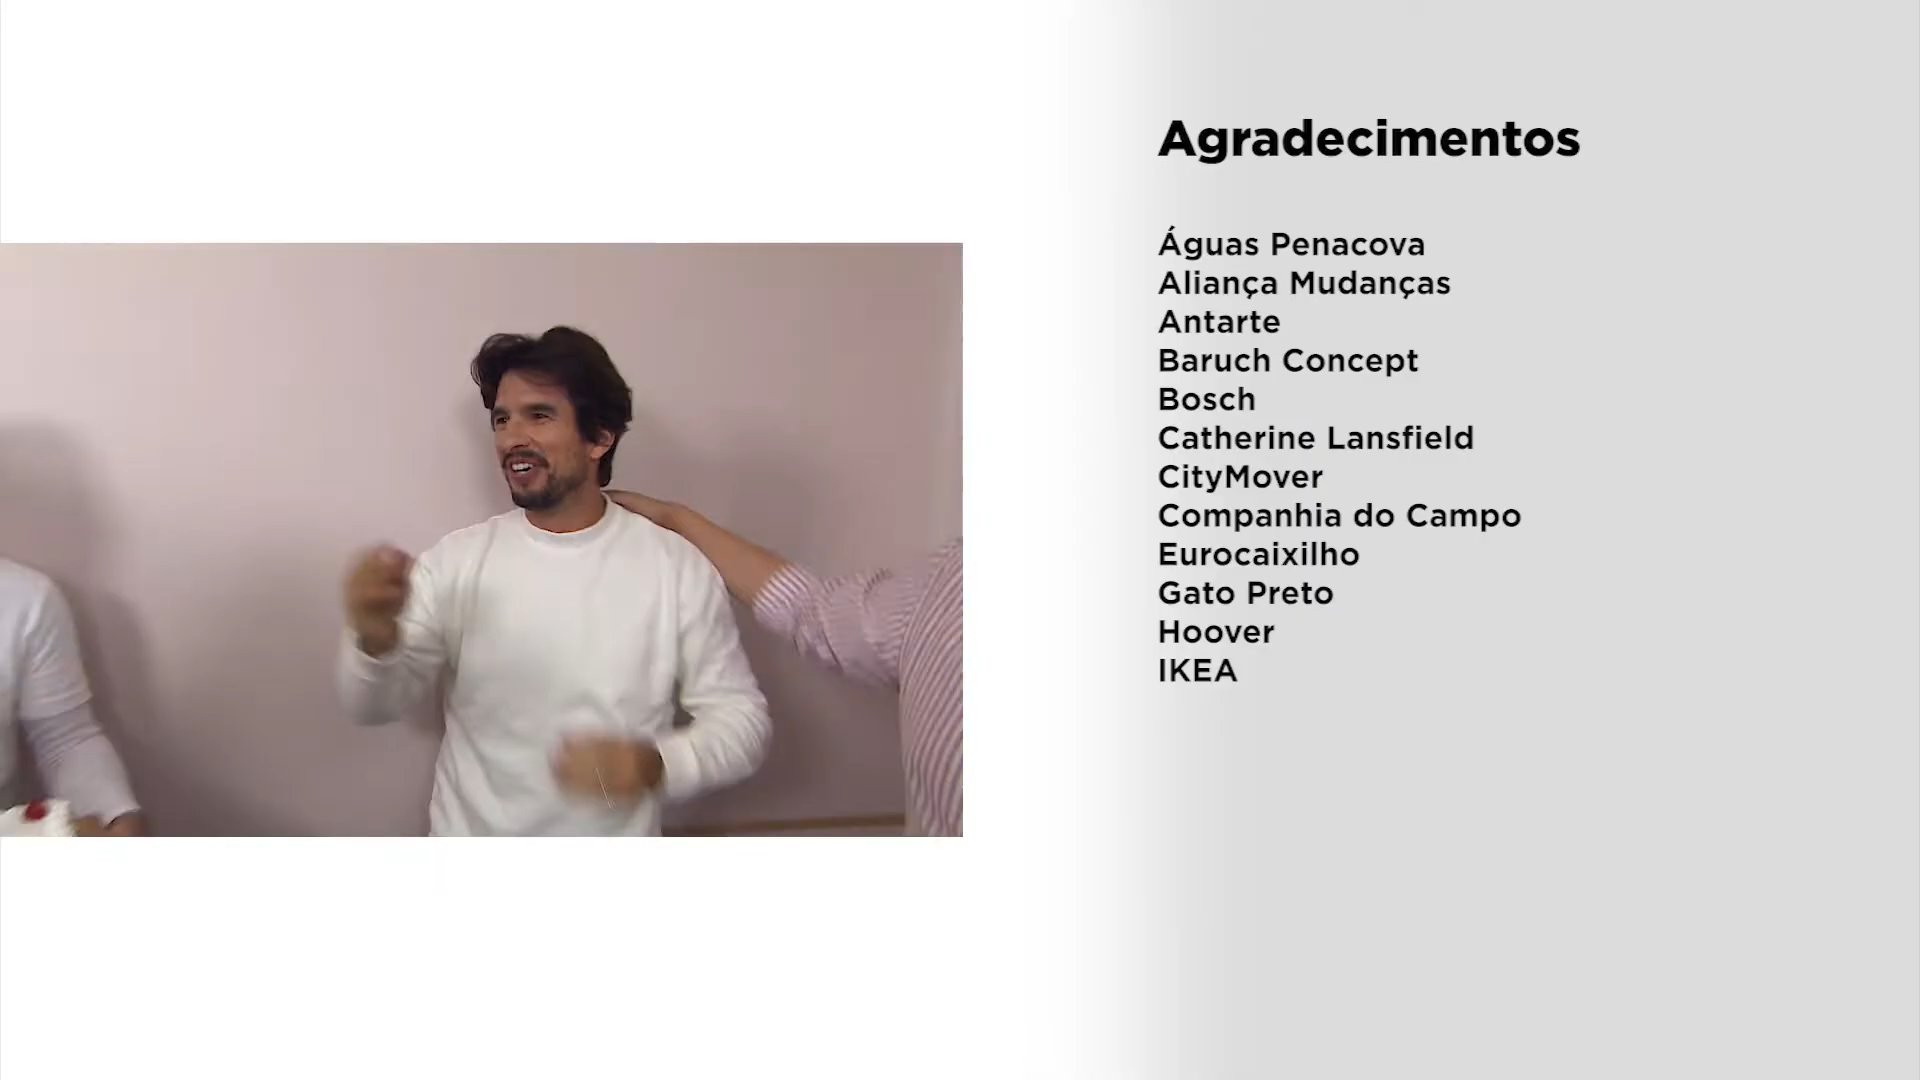 Agradecimentos
Águas Penacova
Aliança Mudanças
Antarte
Baruch Concept
Bosch
Catherine Lansfield
CityMover
Companhia do Campo
Eurocaixilho
Gato Preto
Hoover
IKEA